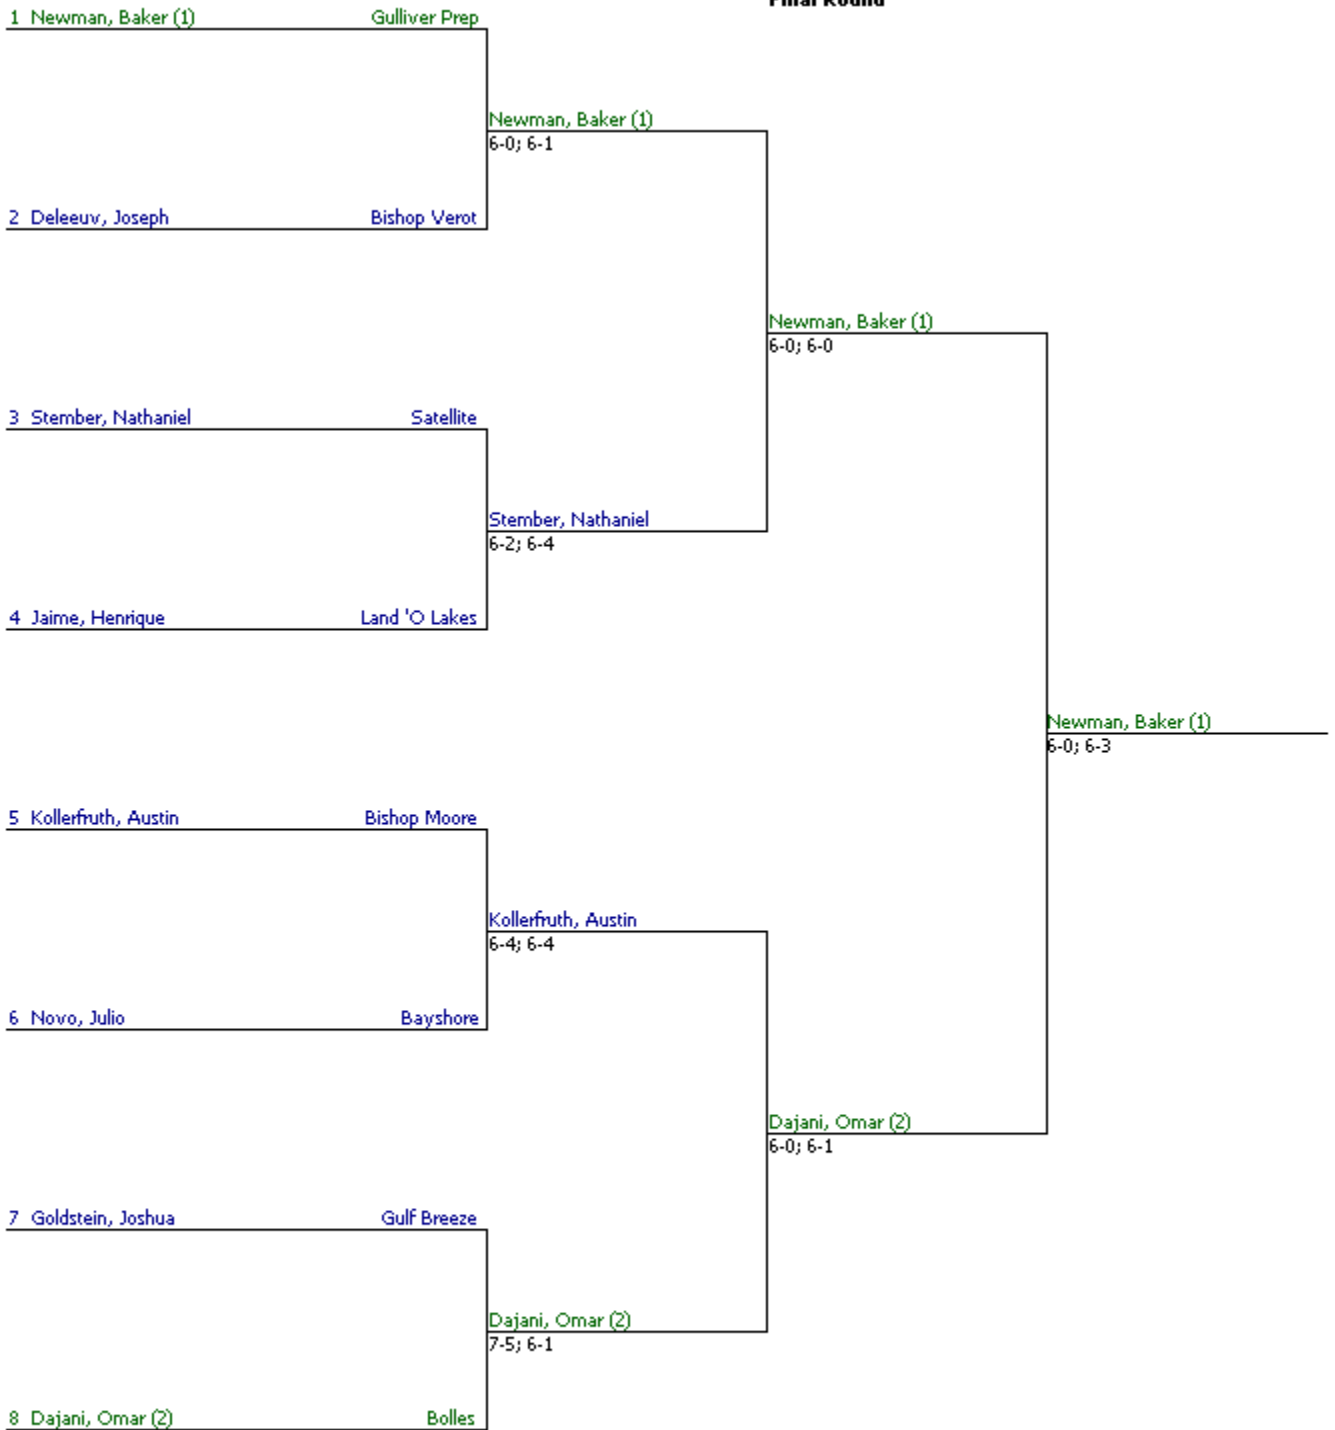 Final Round
1 Newman, Baker (1) Gulliver Prep
Newman, Baker (1)
6-0; 6-1
2 Deleeuv, Joseph Bishop Verot
Newman, Baker (1)
6-0; 6-0
3 Stember, Nathaniel Satellite
Stember, Nathaniel
6-2; 6-4
4 Jaime, Henrique Land 'O Lakes
Newman, Baker (1)
6-0; 6-3
5 Kollerfruth, Austin Bishop Moore
Kollerfruth, Austin
6-4; 6-4
6 Novo, Julio Bayshore
Dajani, Omar (2)
6-0; 6-1
7 Goldstein, Joshua Gulf Breeze
Dajani, Omar (2)
7-5; 6-1
8 Dajani, Omar (2) Bolles